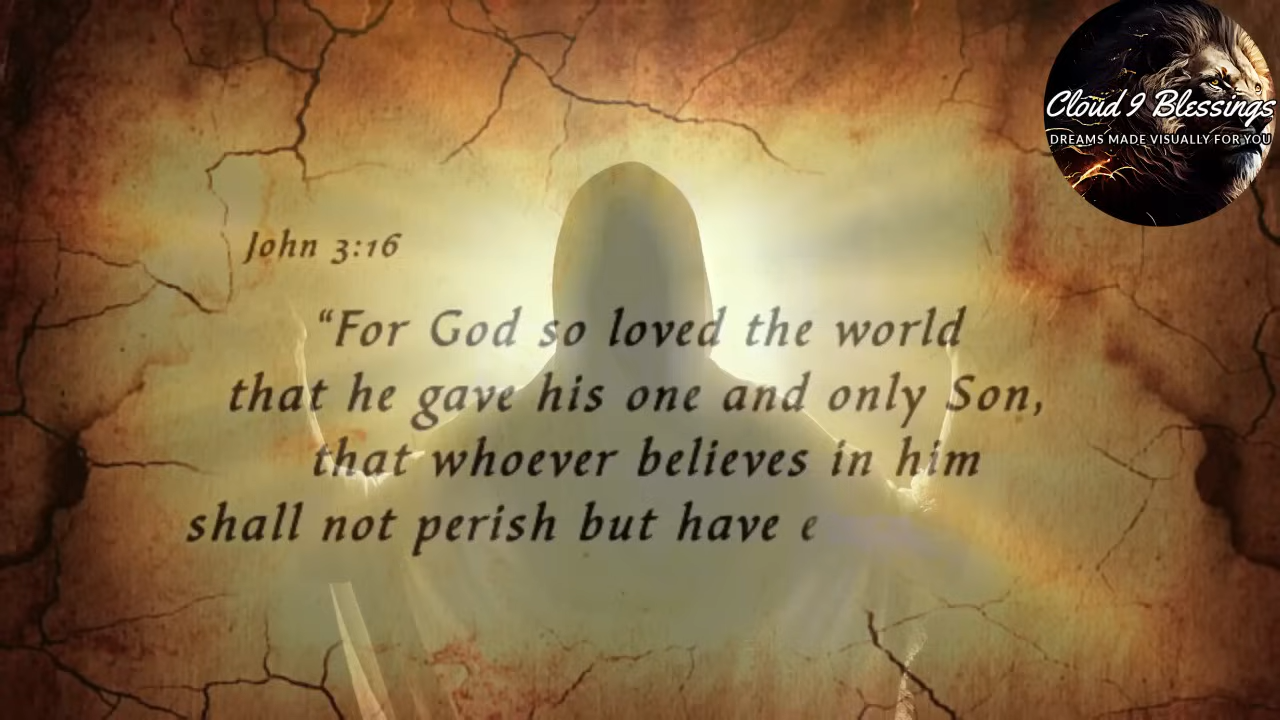 Cloud 9 Blessings
DREAMS MADE VISUALLY FOR YOU
John 3:16
“For God so loved the world
that he gave his one and only Son,
that whoever believes in him
shall not perish but have e